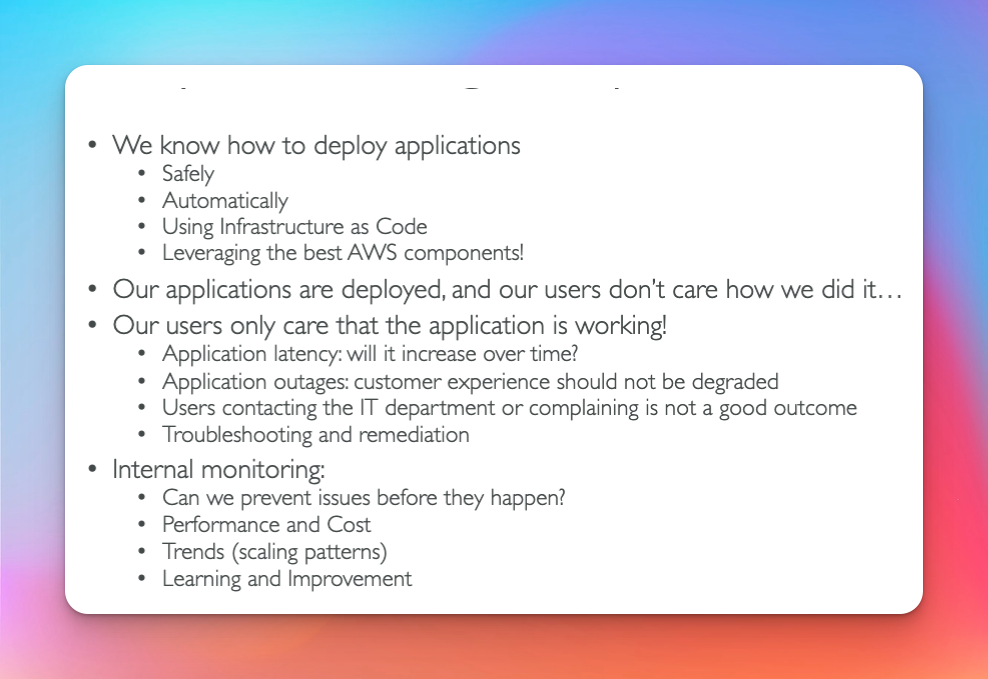 • We know how to deploy applications
• Safely
• Automatically
• Using Infrastructure as Code
• Leveraging the best AWS components!
• Our applications are deployed, and our users don't care how we did it…
• Our users only care that the application is working!
• Application latency: will it increase over time?
• Application outages: customer experience should not be degraded
• Users contacting the IT department or complaining is not a good outcome
• Troubleshooting and remediation
• Internal monitoring:
• Can we prevent issues before they happen?
• Performance and Cost
• Trends (scaling patterns)
• Learning and Improvement